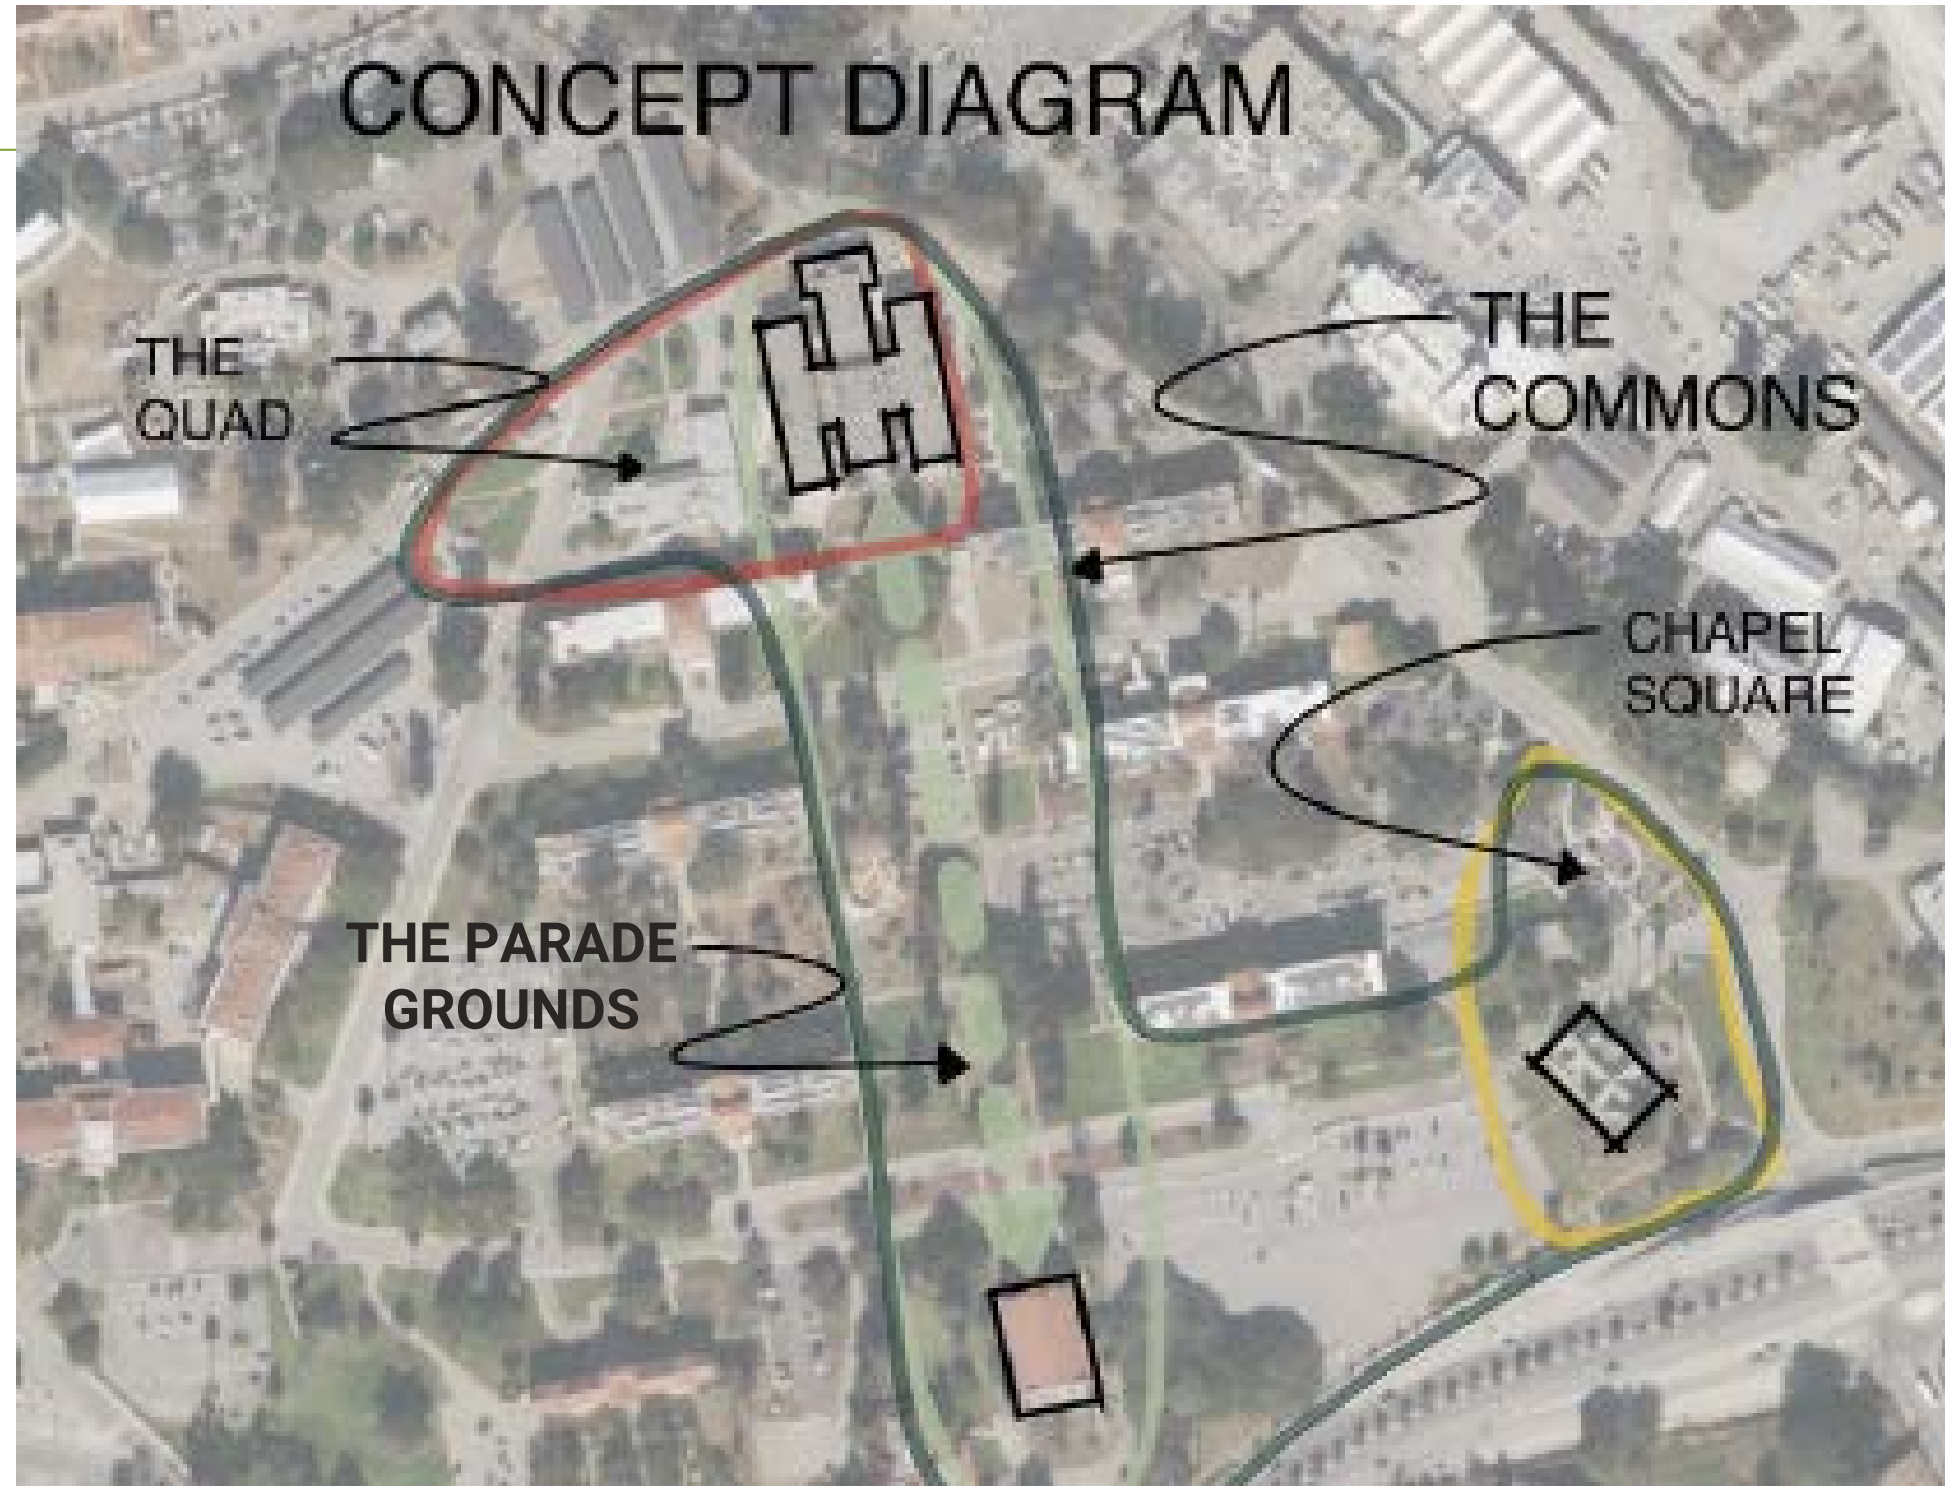 CONCEPT DIAGRAM
THE
QUAD
THE
COMMONS
CHAPEL
SQUARE
THE PARADE
GROUNDS